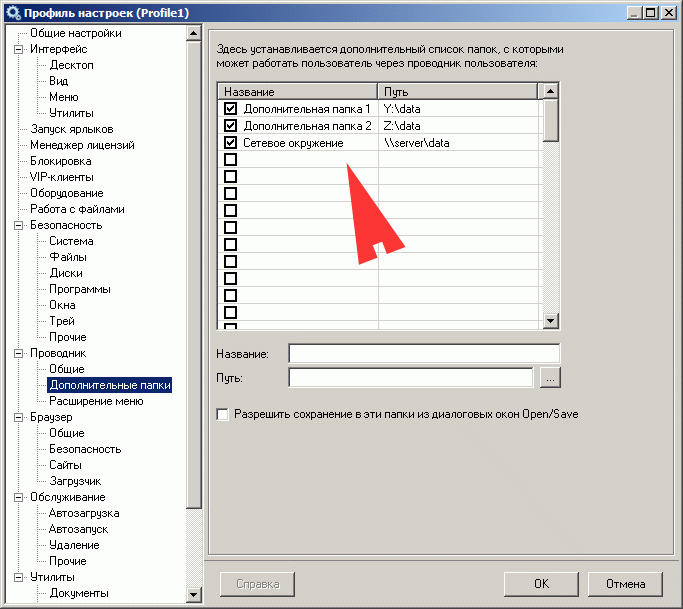 Профиль настроек (Profile1)
Общие настройки
Интерфейс
Десктоп
Вид
Меню
Утилиты
Запуск ярлыков
Менеджер лицензий
Блокировка
VIP-клиенты
Оборудование
Работа с файлами
Безопасность
Система
Файлы
Диски
Программы
Окна
Трей
Прочие
Проводник
Общие
Дополнительные папки
Расширение меню
Браузер
Общие
Безопасность
Сайты
Загрузчик
Обслуживание
Автозагрузка
Автозапуск
Удаление
Прочие
Утилиты
Документы
Здесь устанавливается дополнительный список папок, с которыми
может работать пользователь через проводник пользователя:
Название Путь
Дополнительная папка 1 Y:\data
Дополнительная папка 2 Z:\data
Сетевое окружение \\server\data
Название:
Путь:
...
Разрешить сохранение в эти папки из диалоговых окон Open/Save
Справка
OK
Отмена